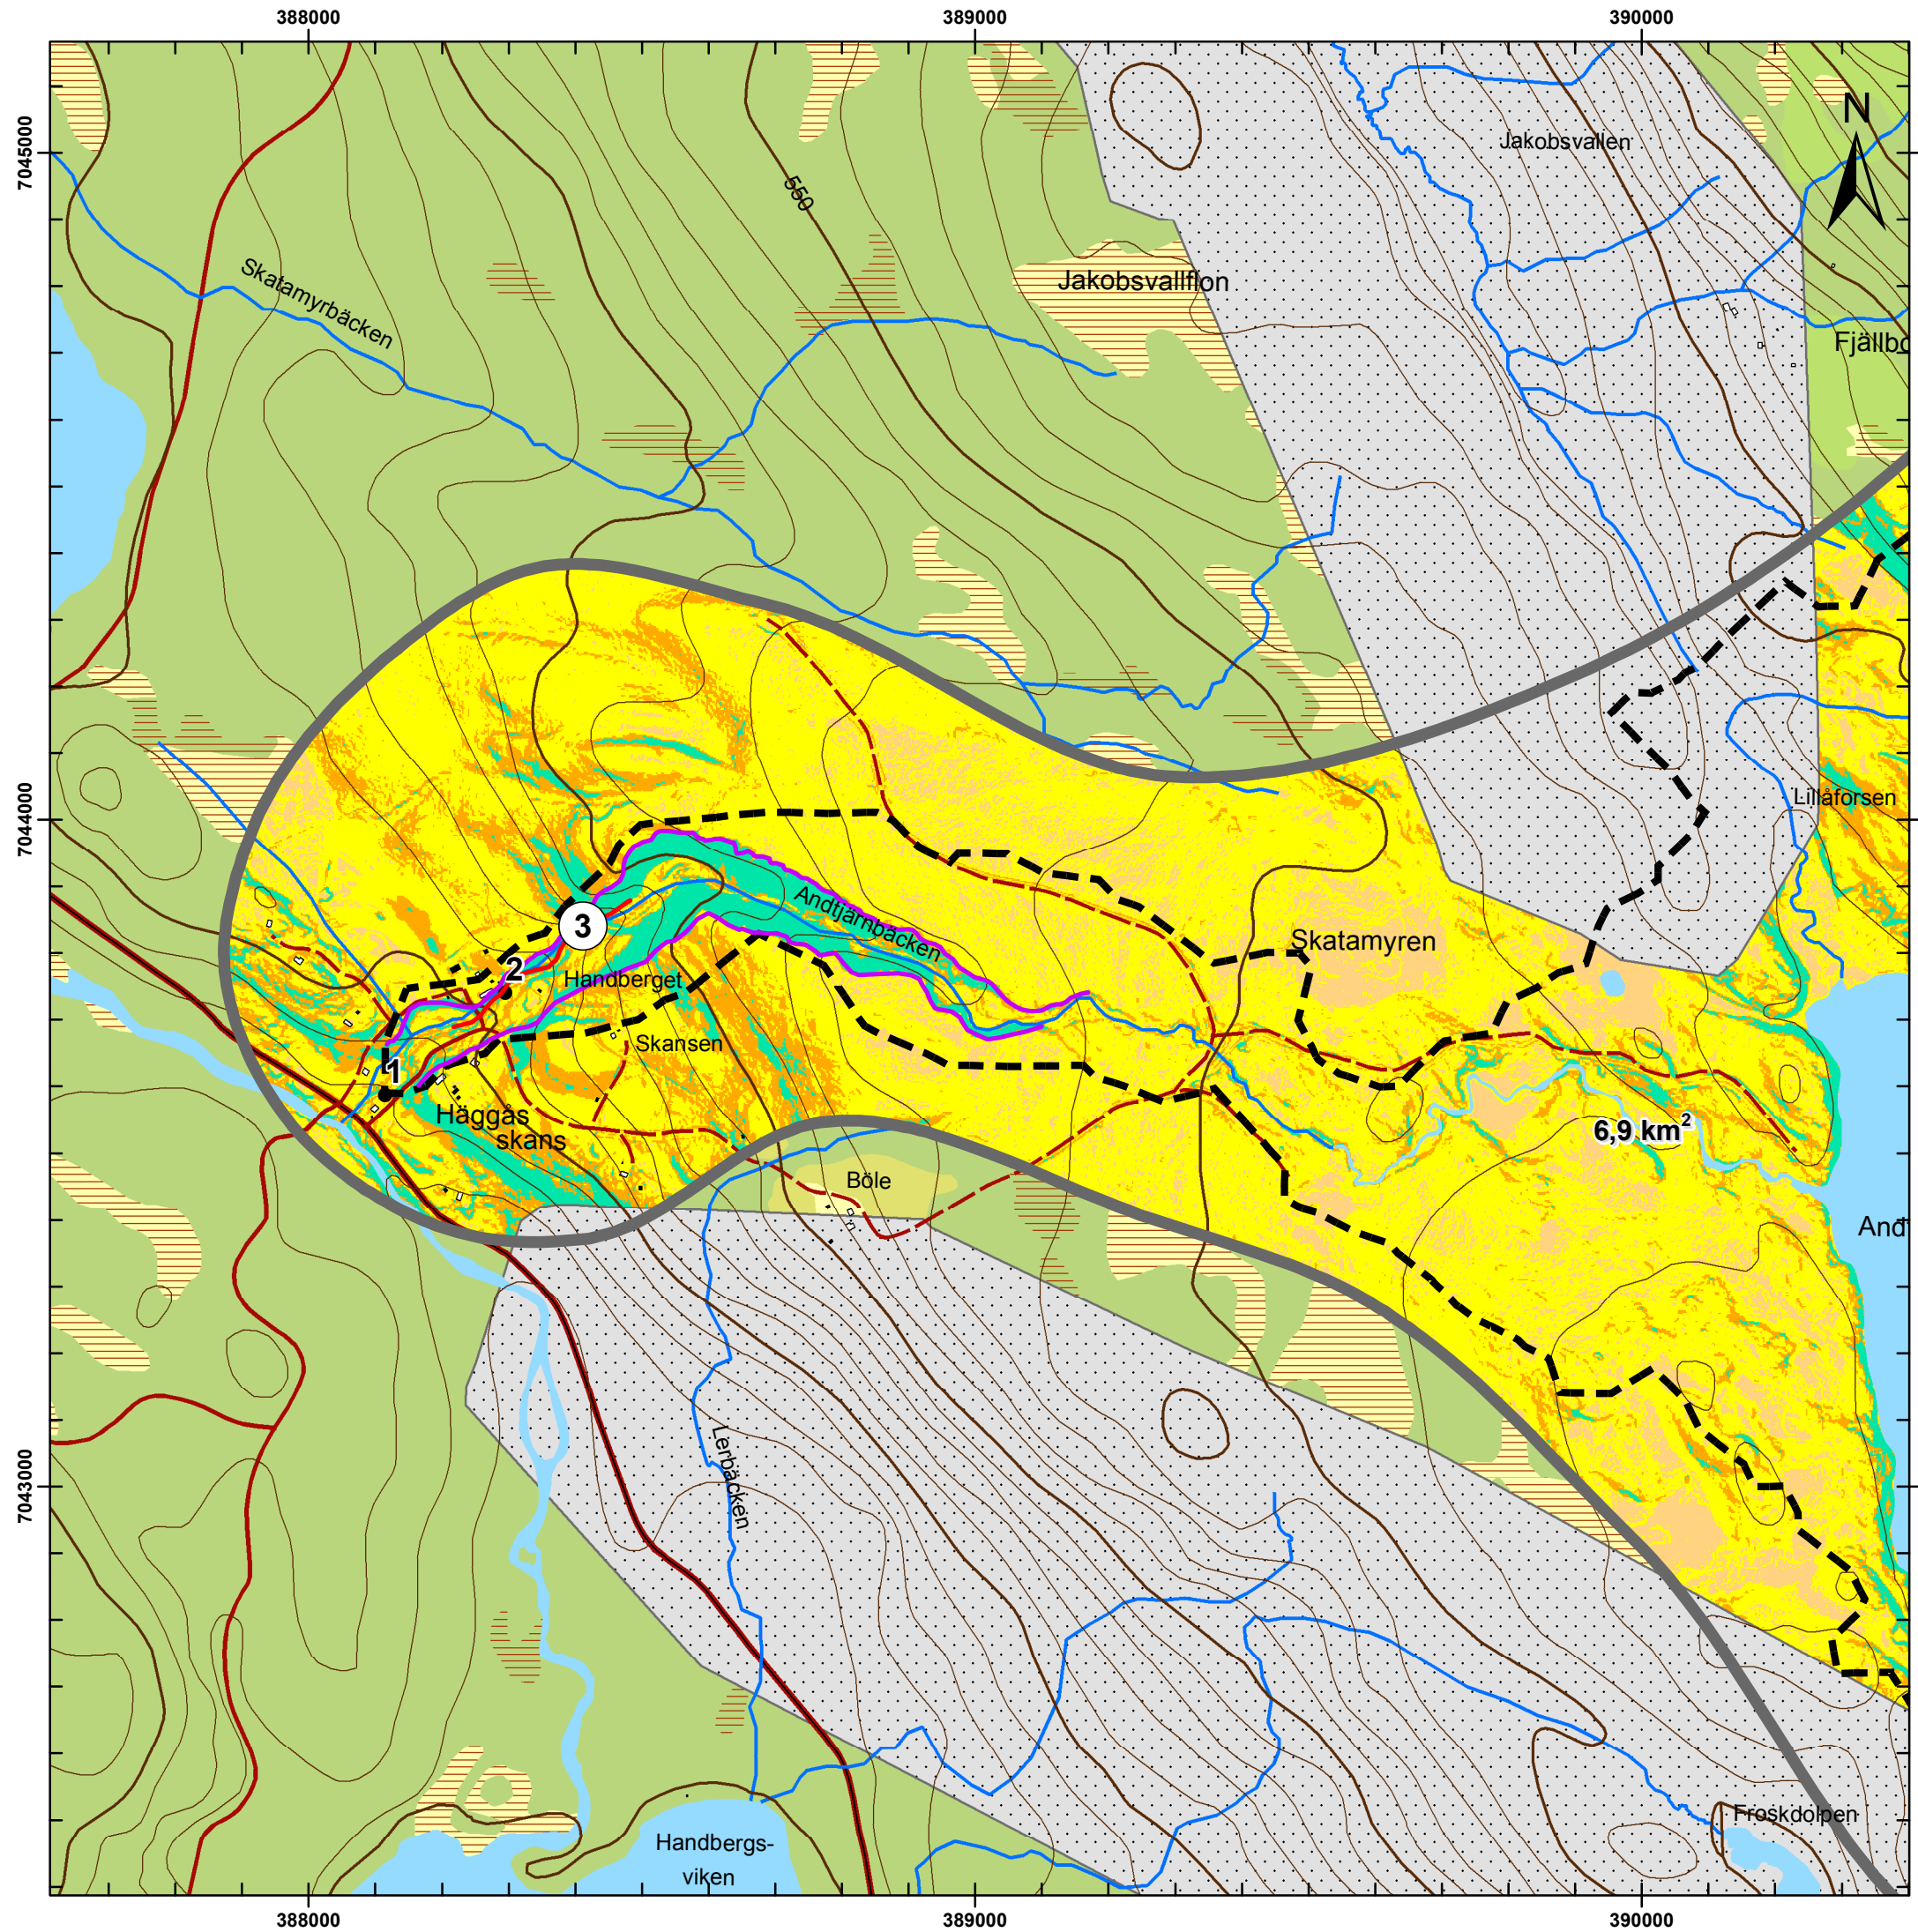 388000
389000
390000
7045000
N
Jakobsvallen
550
Skatamyrbäcken
Jakobsvallflon
Fjällbo
Lillåforsen
7044000
Andtjärnbäcken
3
Skatamyren
2
Handberget
Skansen
1
Häggås
skans
6,9 km²
Böle
And
7043000
Lerbäcken
Froskdolpen
Handbergs-
viken
388000
389000
390000